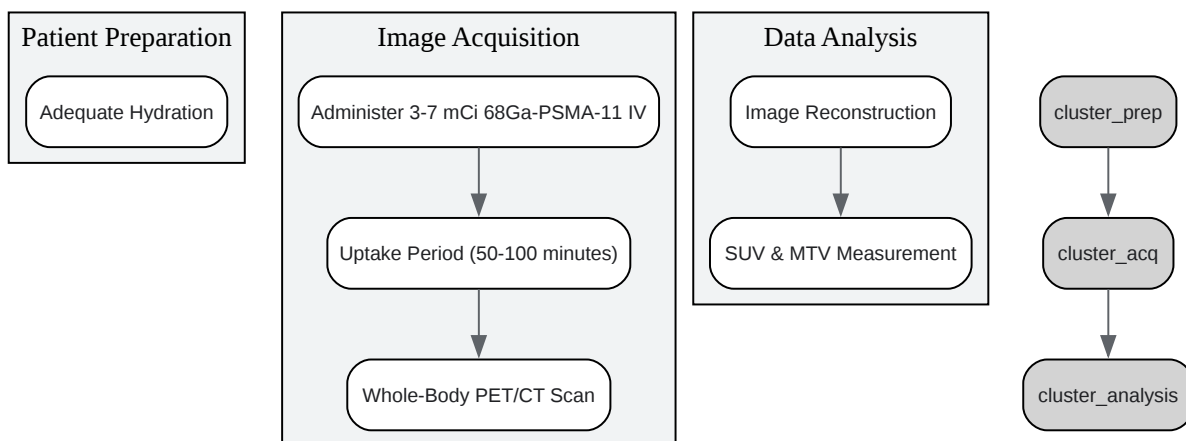 Patient Preparation
Adequate Hydration
Image Acquisition
Administer 3-7 mCi 68Ga-PSMA-11 IV
Uptake Period (50-100 minutes)
Whole-Body PET/CT Scan
Data Analysis
Image Reconstruction
SUV & MTV Measurement
cluster_prep
cluster_acq
cluster_analysis